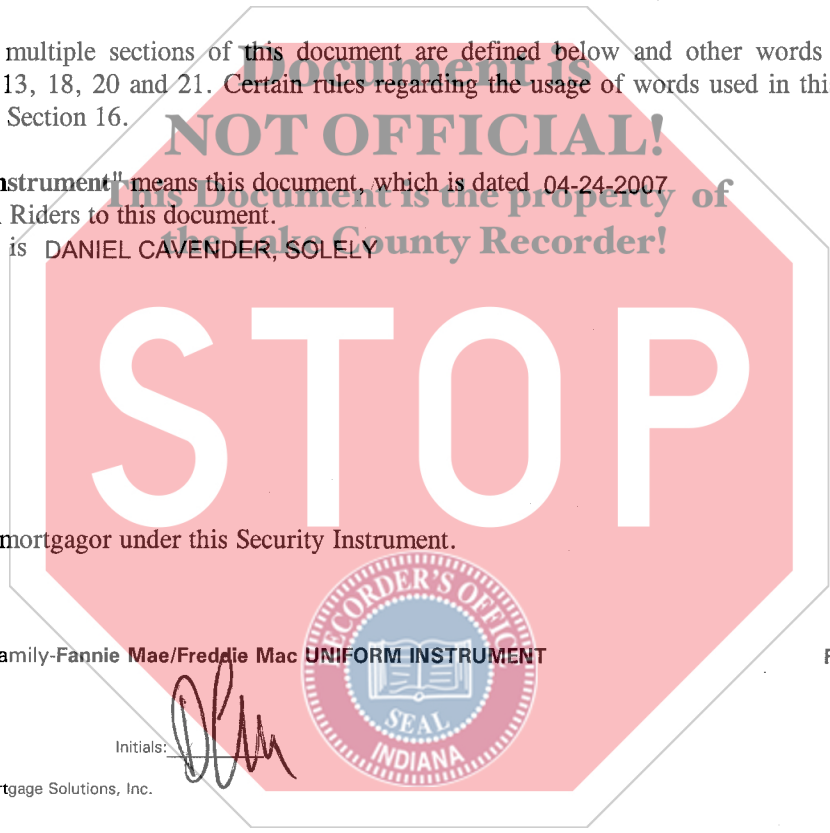 multiple sections of this document are defined below and other words
Document is
13, 18, 20 and 21. Certain rules regarding the usage of words used in thi
Section 16.
NOT OFFICIAL!
nstrument" means this document, which is dated 04-24-2007
This Document is the property of
Riders to this document.
the Lake County Recorder!
is DANIEL CAVENDER, SOLELY
STOP
mortgagor under this Security Instrument.
RECORDER'S OFFICE
amily-Fannie Mae/Freddie Mac UNIFORM INSTRUMENT
SEAL
INDIANA
Initials:
rtgage Solutions, Inc.